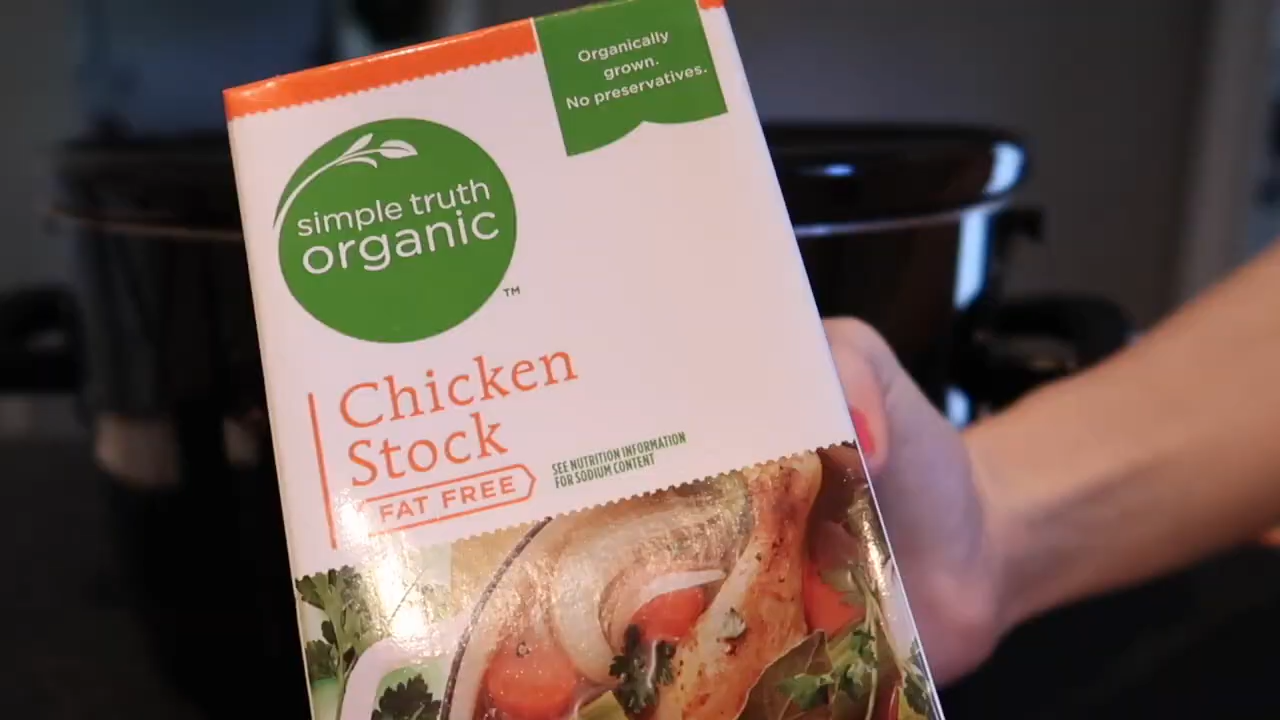 Organically
grown.
No preservatives.
simple truth
organic
TM
Chicken
Stock
FAT FREE
SEE NUTRITION INFORMATION
FOR SODIUM CONTENT